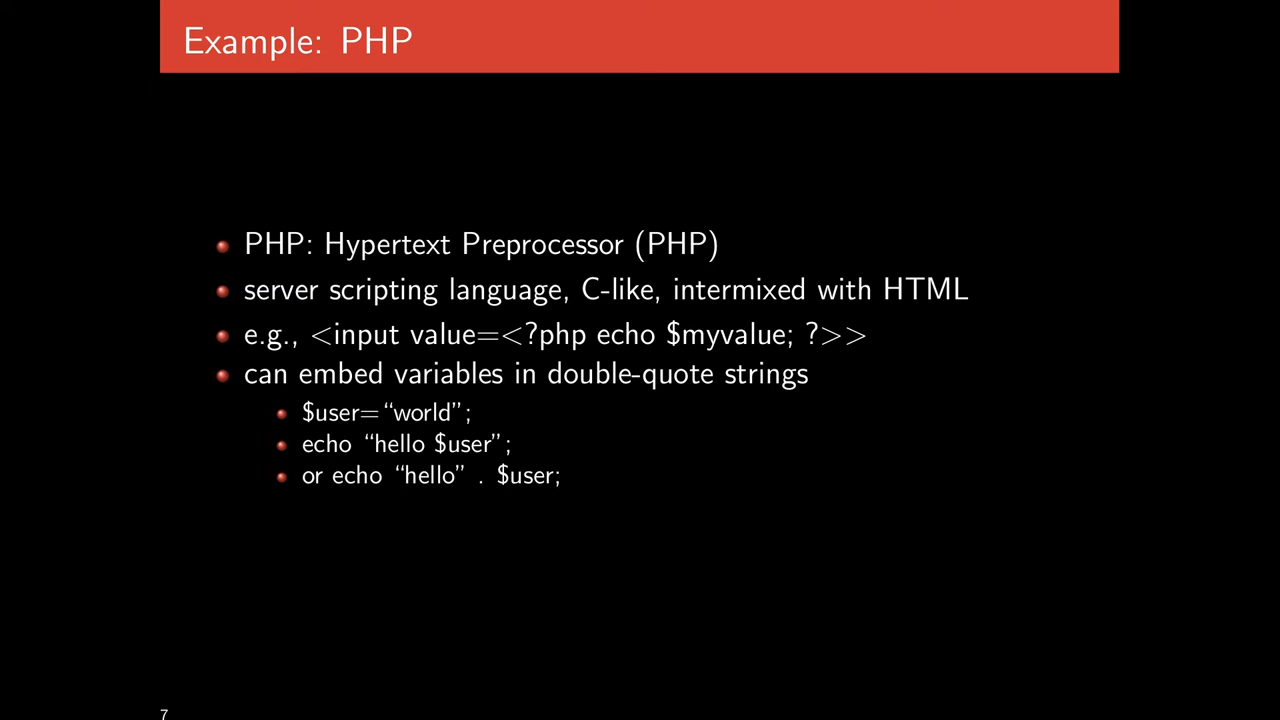 Example: PHP
PHP: Hypertext Preprocessor (PHP)
server scripting language, C-like, intermixed with HTML
e.g., <input value=<?php echo $myvalue; ?>>
can embed variables in double-quote strings
$user=“world”;
echo “hello $user”;
or echo “hello” . $user;
7